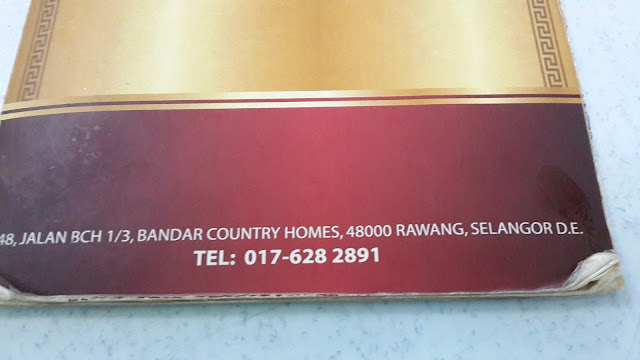 48, JALAN BCH 1/3, BANDAR COUNTRY HOMES, 48000 RAWANG, SELANGOR D.E.
TEL: 017-628 2891